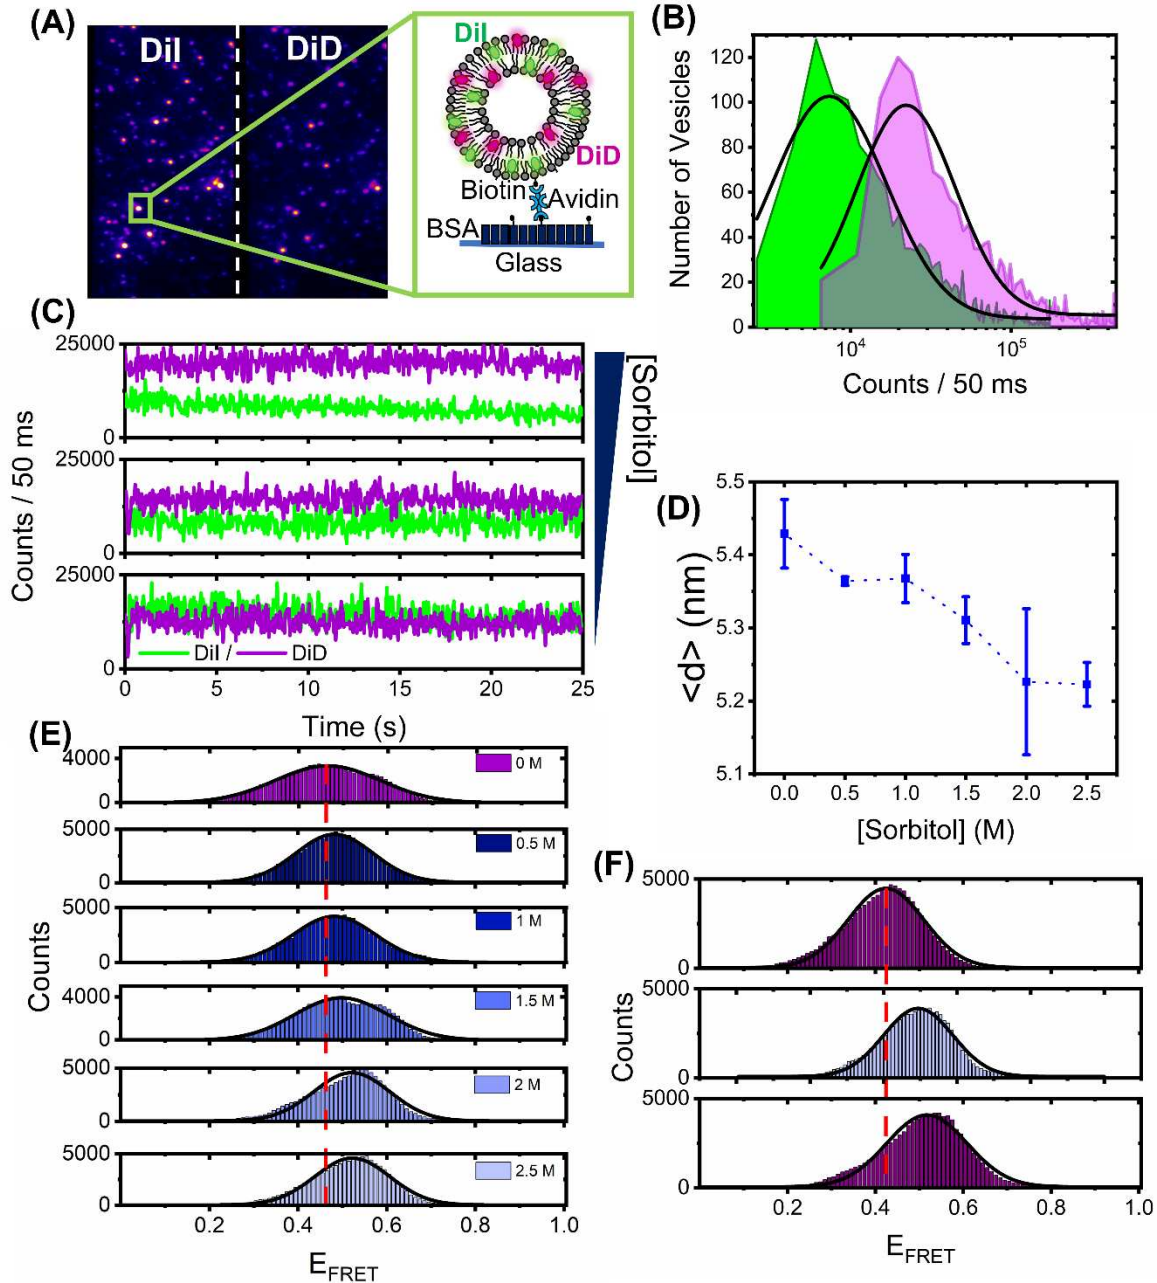 (A)
DiI
DiD
DiI
DiD
Biotin
Avidin
BSA
Glass
(B)
Number of Vesicles
120
100
80
60
40
20
0
10⁴
10⁵
Counts / 50 ms
(C)
Counts / 50 ms
25000
0
25000
0
25000
0
DiI /
DiD
0
5
10
15
20
25
Time (s)
[Sorbitol]
(D)
<d> (nm)
5.5
5.4
5.3
5.2
5.1
0.0
0.5
1.0
1.5
2.0
2.5
[Sorbitol] (M)
(E)
Counts
4000
0
0 M
5000
0
0.5 M
5000
0
1 M
4000
0
1.5 M
5000
0
2 M
5000
0
2.5 M
0.2
0.4
0.6
0.8
1.0
E_FRET
(F)
Counts
5000
0
5000
0
5000
0
0.2
0.4
0.6
0.8
1.0
E_FRET